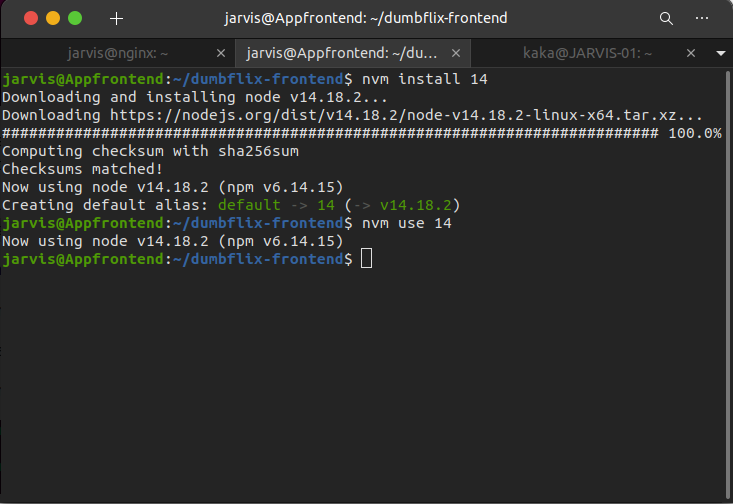 jarvis@Appfrontend: ~/dumbflix-frontend
jarvis@nginx: ~
jarvis@Appfrontend: ~/du...
kaka@JARVIS-01: ~
jarvis@Appfrontend:~/dumbflix-frontend$ nvm install 14
Downloading and installing node v14.18.2...
Downloading https://nodejs.org/dist/v14.18.2/node-v14.18.2-linux-x64.tar.xz...
######################################################################### 100.0%
Computing checksum with sha256sum
Checksums matched!
Now using node v14.18.2 (npm v6.14.15)
Creating default alias: default -> 14 (-> v14.18.2)
jarvis@Appfrontend:~/dumbflix-frontend$ nvm use 14
Now using node v14.18.2 (npm v6.14.15)
jarvis@Appfrontend:~/dumbflix-frontend$